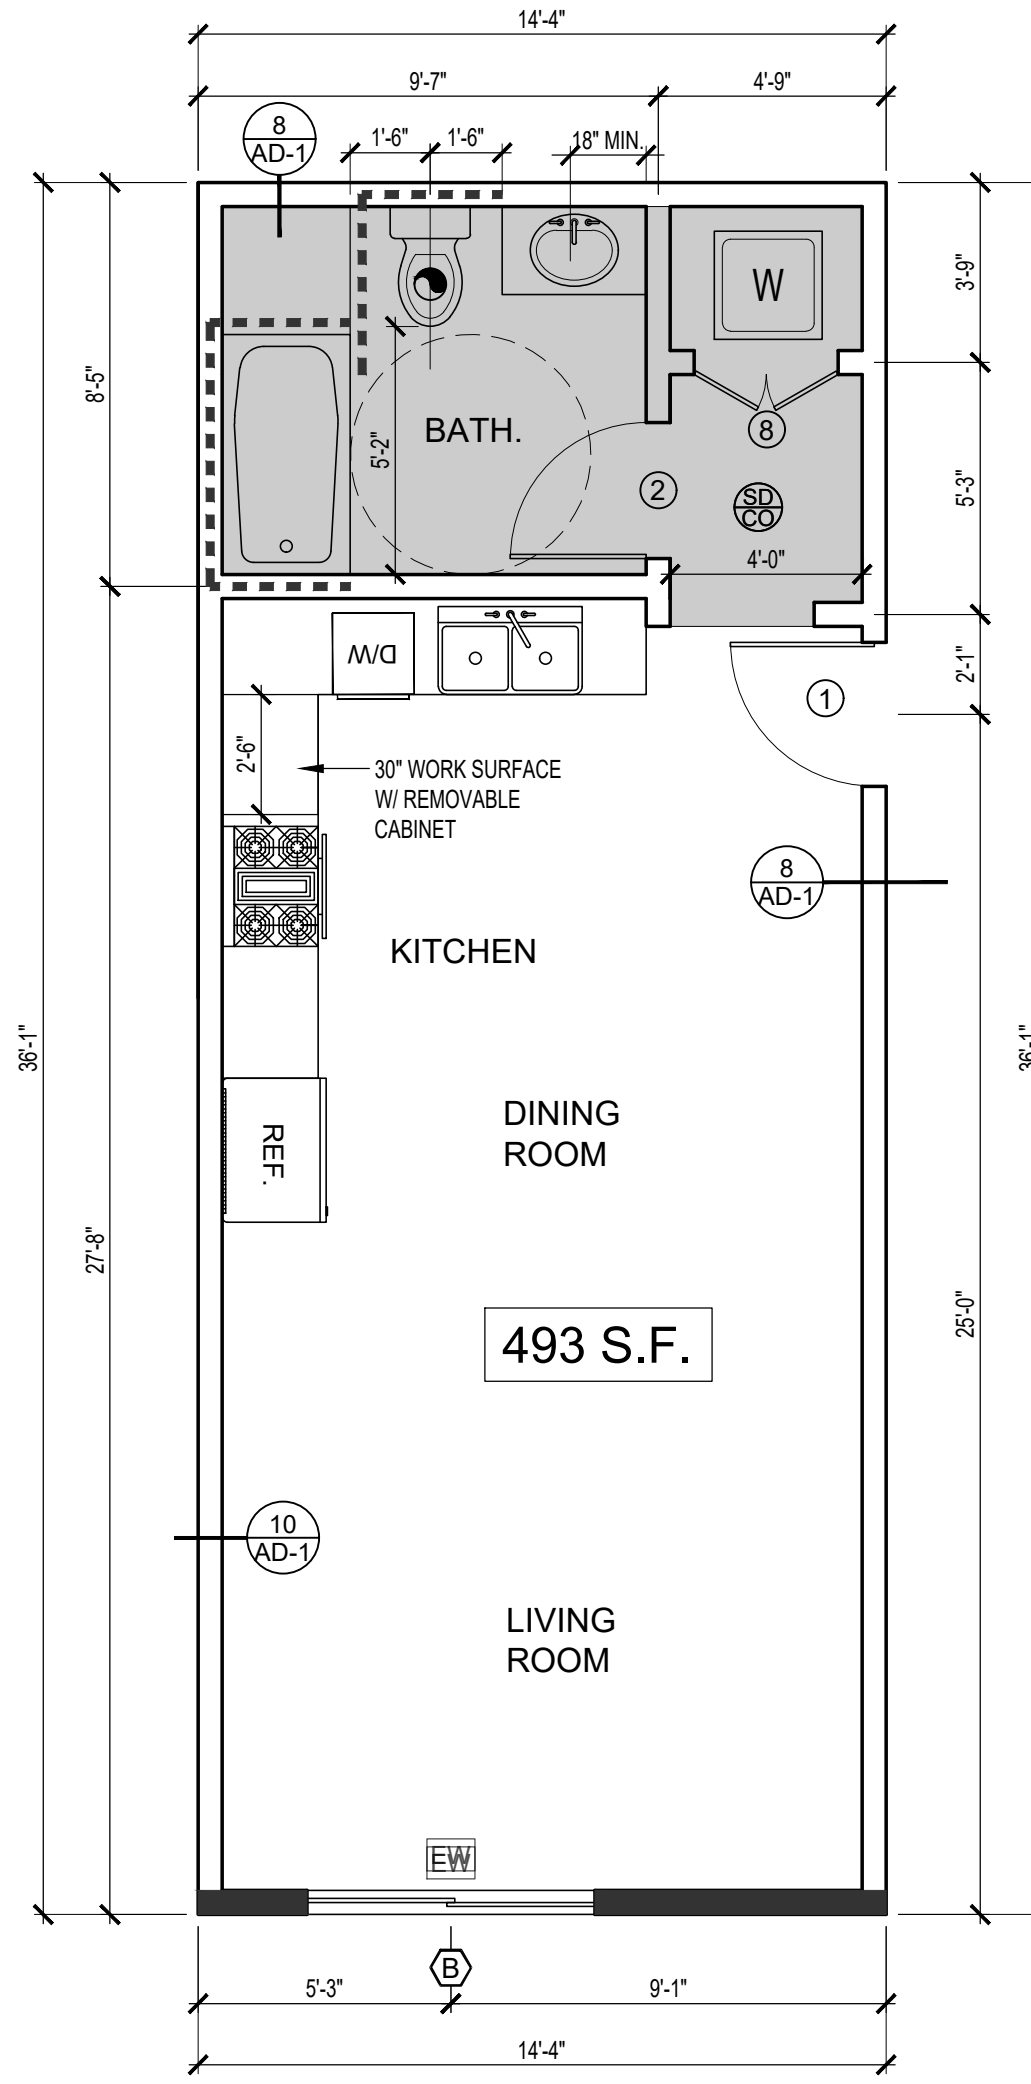 14'-4"
9'-7"
4'-9"
8
AD-1
1'-6"
1'-6"
18" MIN.
W
3'-9"
8'-5"
BATH.
5'-2"
8
2
SD
CO
5'-3"
4'-0"
D/W
2'-1"
1
2'-6"
30" WORK SURFACE
W/ REMOVABLE
CABINET
8
AD-1
KITCHEN
36'-1"
36'-1"
DINING
ROOM
REF.
27'-8"
25'-0"
493 S.F.
10
AD-1
LIVING
ROOM
EW
B
5'-3"
9'-1"
14'-4"